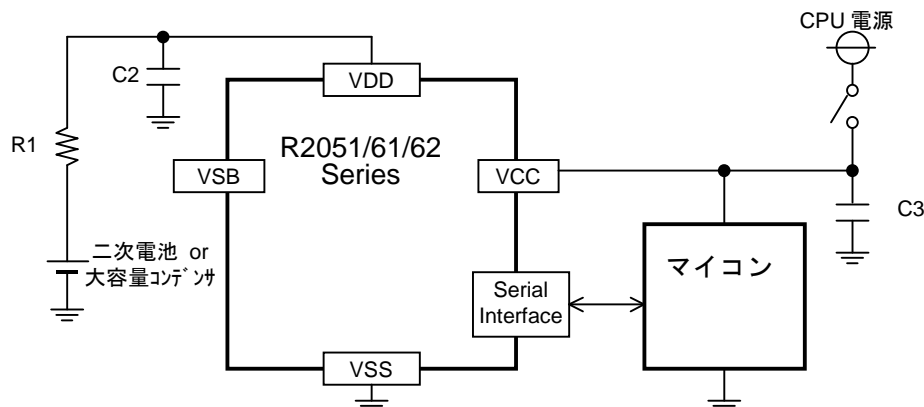 CPU 電源
C2
VDD
R1
R2051/61/62
Series
VSB
VCC
C3
二次電池 or
大容量ｺﾝﾃﾞﾝｻ
マイコン
Serial
Interface
VSS